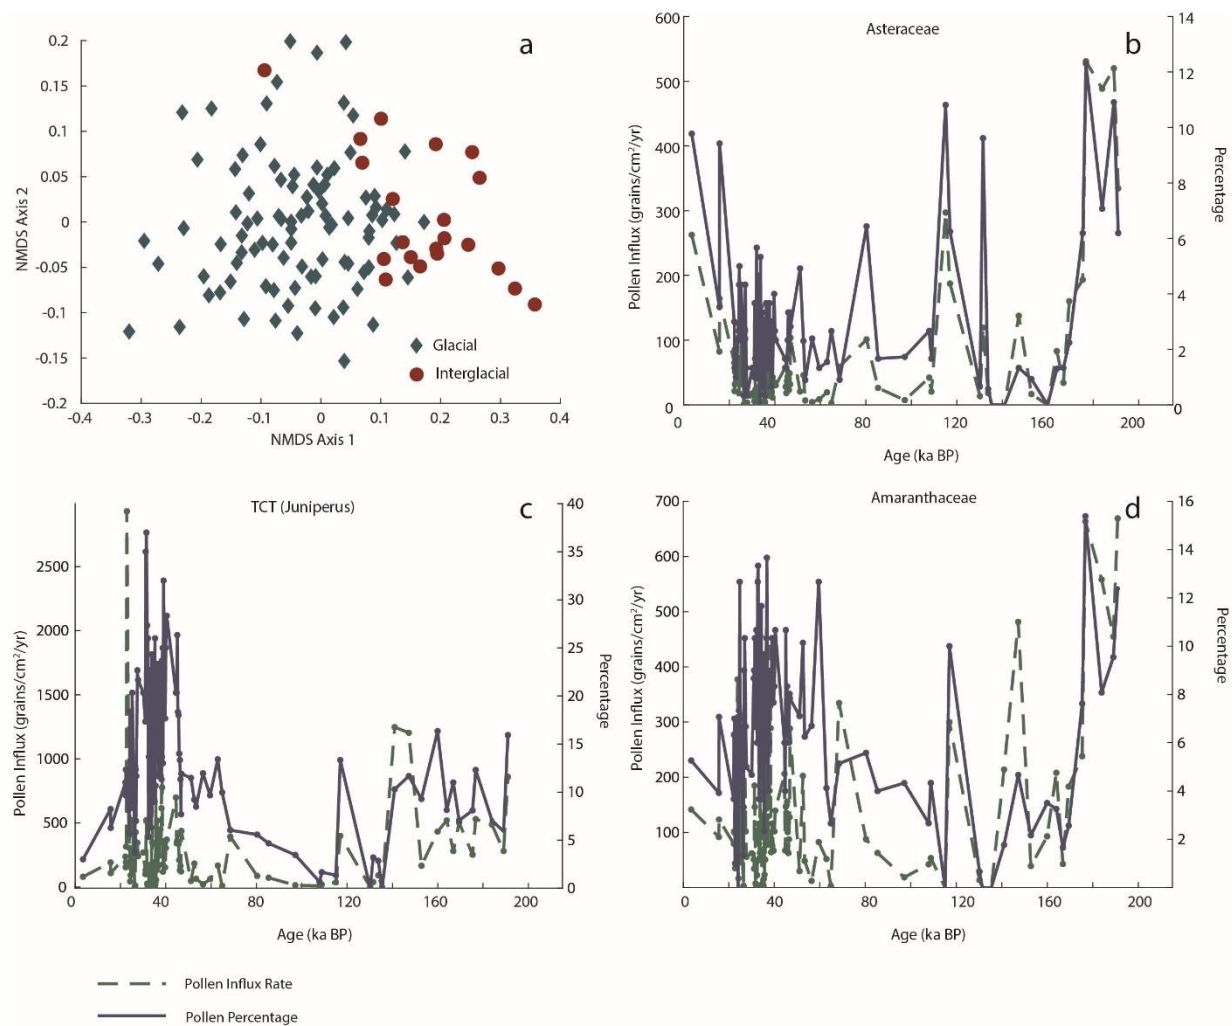 a
0.2
0.15
0.1
0.05
0
-0.05
-0.1
-0.15
-0.2
NMDS Axis 2
-0.4 -0.3 -0.2 -0.1 0 0.1 0.2 0.3 0.4
NMDS Axis 1
Glacial
Interglacial
b
Asteraceae
600
500
400
300
200
100
0
Pollen Influx (grains/cm²/yr)
14
12
10
8
6
4
2
0
Percentage
0 40 80 120 160 200
Age (ka BP)
c
TCT (Juniperus)
2500
2000
1500
1000
500
0
Pollen Influx (grains/cm²/yr)
40
35
30
25
20
15
10
5
0
Percentage
0 40 80 120 160 200
Age (ka BP)
d
Amaranthaceae
700
600
500
400
300
200
100
Pollen Influx (grains/cm²/yr)
16
14
12
10
8
6
4
2
Percentage
0 40 80 120 160 200
Age (ka BP)
Pollen Influx Rate
Pollen Percentage